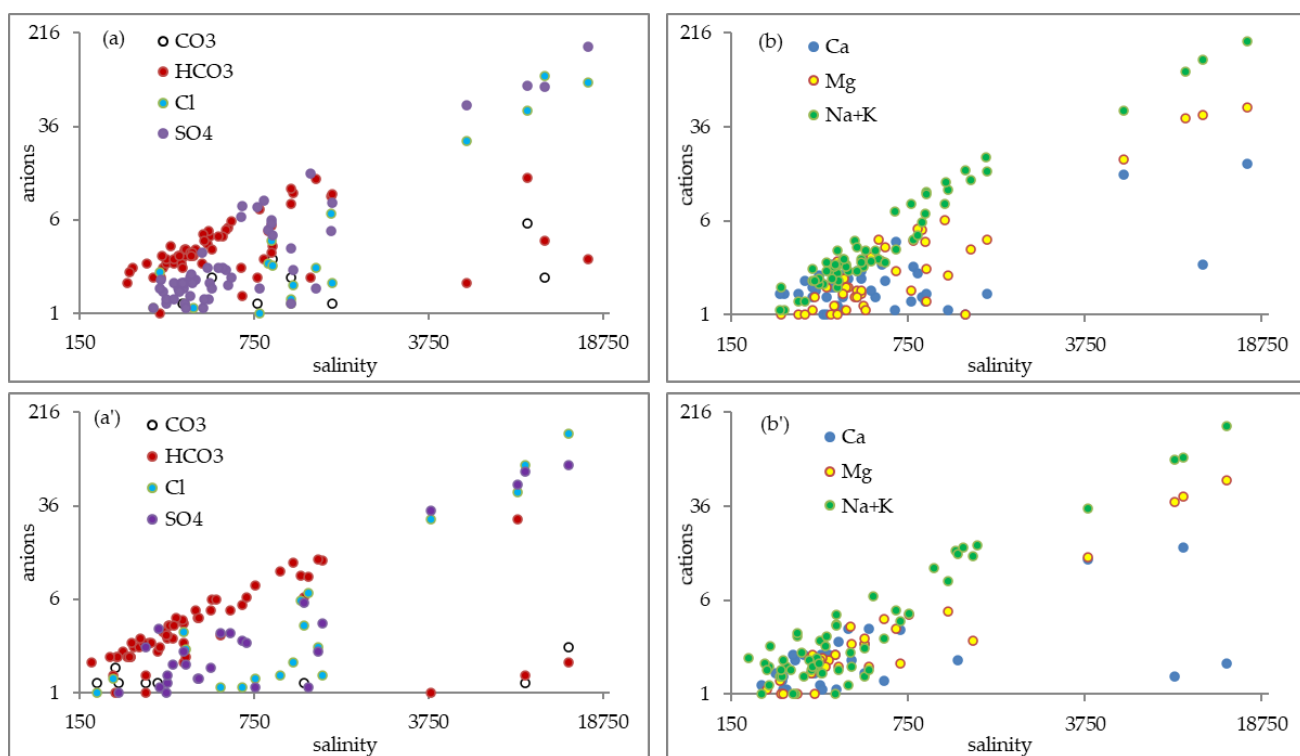 (a)
CO3
HCO3
Cl
SO4
216
36
6
1
anions
150
750
3750
18750
salinity
(b)
Ca
Mg
Na+K
216
36
6
1
cations
150
750
3750
18750
salinity
(a')
CO3
HCO3
Cl
SO4
216
36
6
1
anions
150
750
3750
18750
salinity
(b')
Ca
Mg
Na+K
216
36
6
1
cations
150
750
3750
18750
salinity